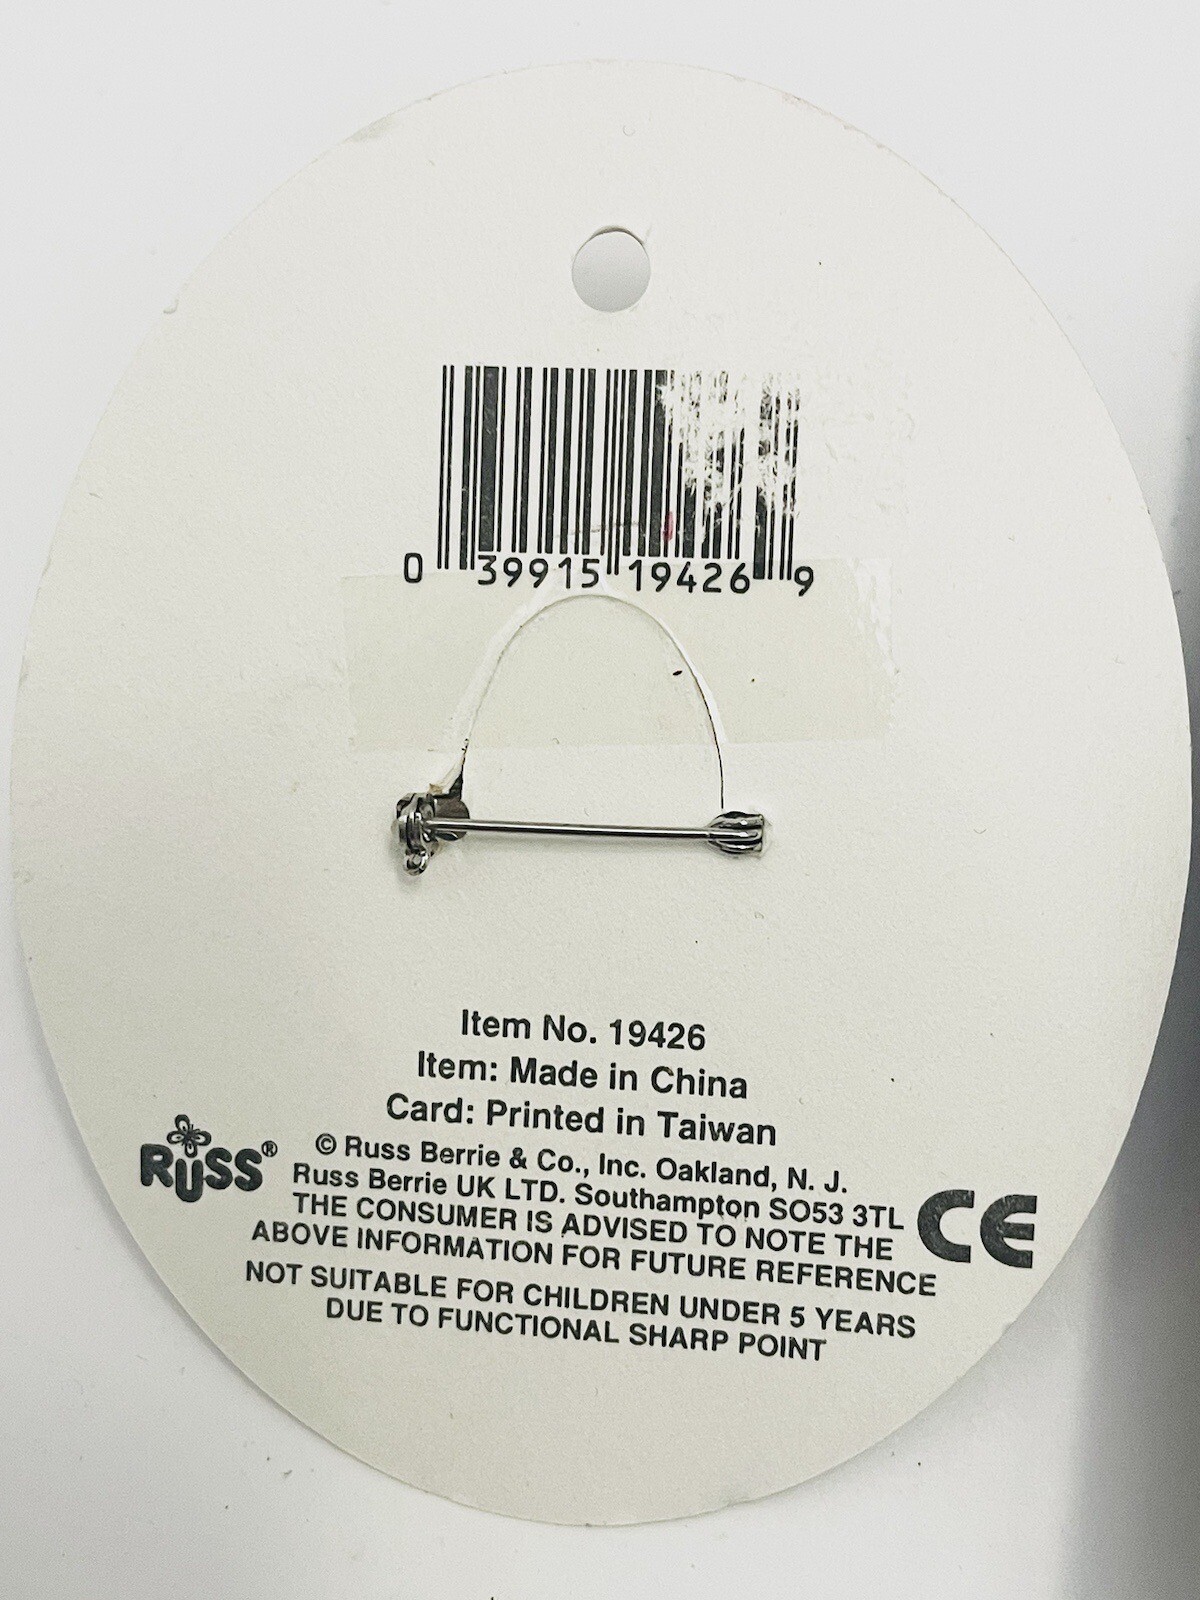 0 39915 19426 9
Item No. 19426
Item: Made in China
Card: Printed in Taiwan
RUSS®
© Russ Berrie & Co., Inc. Oakland, N. J.
Russ Berrie UK LTD. Southampton SO53 3TL
THE CONSUMER IS ADVISED TO NOTE THE
ABOVE INFORMATION FOR FUTURE REFERENCE
CE
NOT SUITABLE FOR CHILDREN UNDER 5 YEARS
DUE TO FUNCTIONAL SHARP POINT